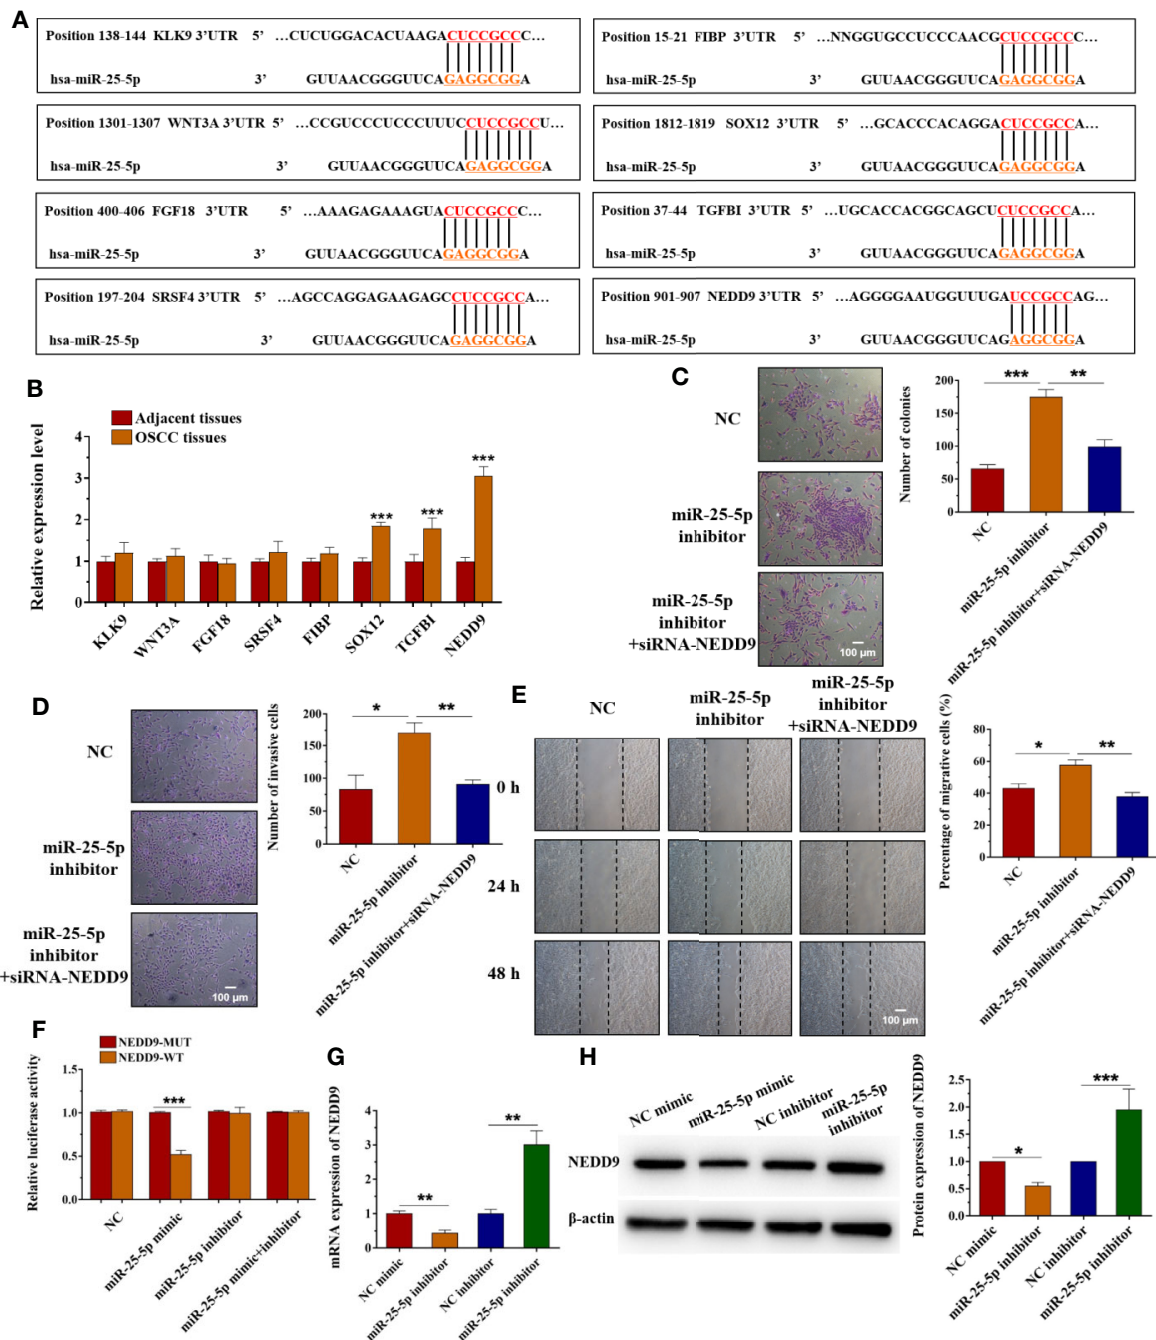 A
Position 138-144 KLK9 3’UTR 5’ ...CUCUGGACACUAAGACUCCGCCC...
hsa-miR-25-5p 3’ GUUAACGGGUUCAGAGGCGGA
Position 1301-1307 WNT3A 3’UTR 5’ ...CCGUCCCUCCCUUUCCUCCGCCU...
hsa-miR-25-5p 3’ GUUAACGGGUUCAGAGGCGGA
Position 400-406 FGF18 3’UTR 5’ ...AAAGAGAAAGUACUCCGCCC...
hsa-miR-25-5p 3’ GUUAACGGGUUCAGAGGCGGA
Position 197-204 SRSF4 3’UTR 5’ ...AGCCAGGAGAAGAGCCUCCGCCA...
hsa-miR-25-5p 3’ GUUAACGGGUUCAGAGGCGGA
Position 15-21 FIBP 3’UTR 5’ ...NNGGUGCCUCCCAACGCUCCGCCC...
hsa-miR-25-5p 3’ GUUAACGGGUUCAGAGGCGGA
Position 1812-1819 SOX12 3’UTR 5’ ...GCACCCACAGGACUCCGCCA...
hsa-miR-25-5p 3’ GUUAACGGGUUCAGAGGCGGA
Position 37-44 TGFBI 3’UTR 5’ ...UGCACCACGGCAGCUCUCCGCCA...
hsa-miR-25-5p 3’ GUUAACGGGUUCAGAGGCGGA
Position 901-907 NEDD9 3’UTR 5’ ...AGGGGAAUGGUUUGAUCCGCCAG...
hsa-miR-25-5p 3’ GUUAACGGGUUCAGAGGCGGA
B
Adjacent tissues
OSCC tissues
Relative expression level
4
3
2
1
0
***
***
***
KLK9
WNT3A
FGF18
SRSF4
FIBP
SOX12
TGFBI
NEDD9
C
NC
miR-25-5p
inhibitor
miR-25-5p
inhibitor
+siRNA-NEDD9
100 μm
Number of colonies
200
150
100
50
0
***
**
NC
miR-25-5p inhibitor
miR-25-5p inhibitor+siRNA-NEDD9
D
NC
miR-25-5p
inhibitor
miR-25-5p
inhibitor
+siRNA-NEDD9
100 μm
Number of invasive cells
200
150
100
50
0
*
**
NC
miR-25-5p inhibitor
miR-25-5p inhibitor+siRNA-NEDD9
E
NC
miR-25-5p
inhibitor
miR-25-5p
inhibitor
+siRNA-NEDD9
0 h
24 h
48 h
100 μm
Percentage of migrative cells (%)
80
60
40
20
0
*
**
NC
miR-25-5p inhibitor
miR-25-5p inhibitor+siRNA-NEDD9
F
NEDD9-MUT
NEDD9-WT
Relative luciferase activity
1.5
1.0
0.5
0.0
***
NC
miR-25-5p mimic
miR-25-5p inhibitor
miR-25-5p mimic+inhibitor
G
mRNA expression of NEDD9
4
3
2
1
0
**
**
NC mimic
miR-25-5p inhibitor
NC inhibitor
miR-25-5p inhibitor
H
NC mimic
miR-25-5p mimic
NC inhibitor
miR-25-5p
inhibitor
NEDD9
β-actin
Protein expression of NEDD9
2.5
2.0
1.5
1.0
0.5
0.0
*
***
NC mimic
miR-25-5p inhibitor
NC inhibitor
miR-25-5p inhibitor